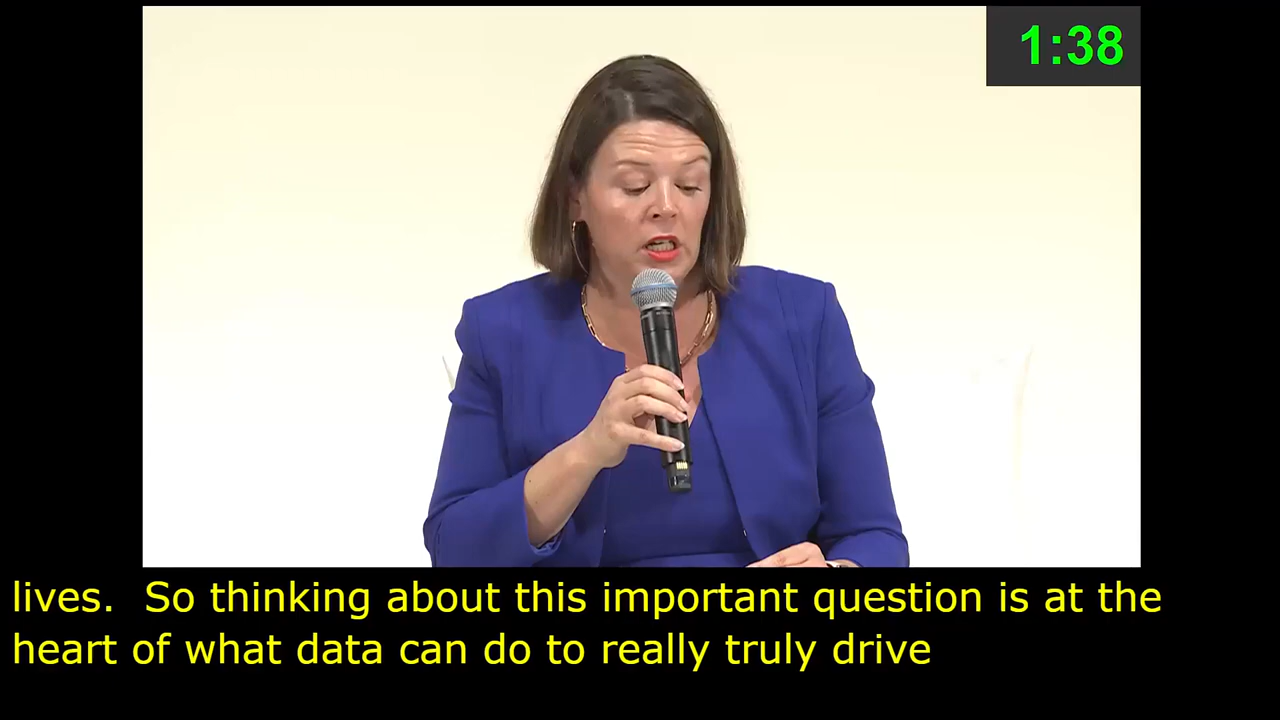 1:38
lives.  So thinking about this important question is at the
heart of what data can do to really truly drive